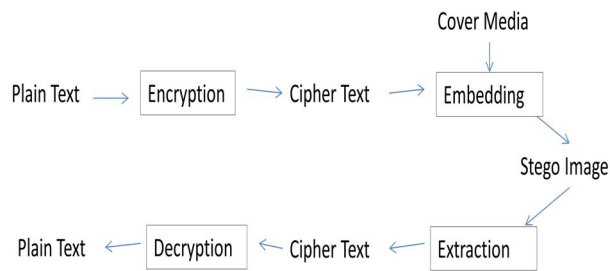 Cover Media
Plain Text
Encryption
Cipher Text
Embedding
Stego Image
Plain Text
Decryption
Cipher Text
Extraction